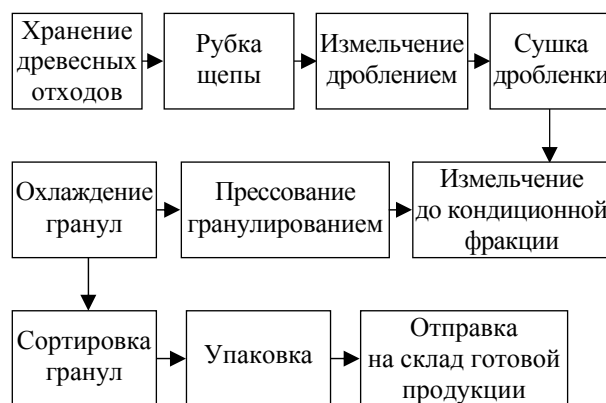 Хранение
древесных
отходов
Рубка
щепы
Измельчение
дроблением
Сушка
дробленки
Охлаждение
гранул
Прессование
гранулированием
Измельчение
до кондиционной
фракции
Сортировка
гранул
Упаковка
Отправка
на склад готовой
продукции